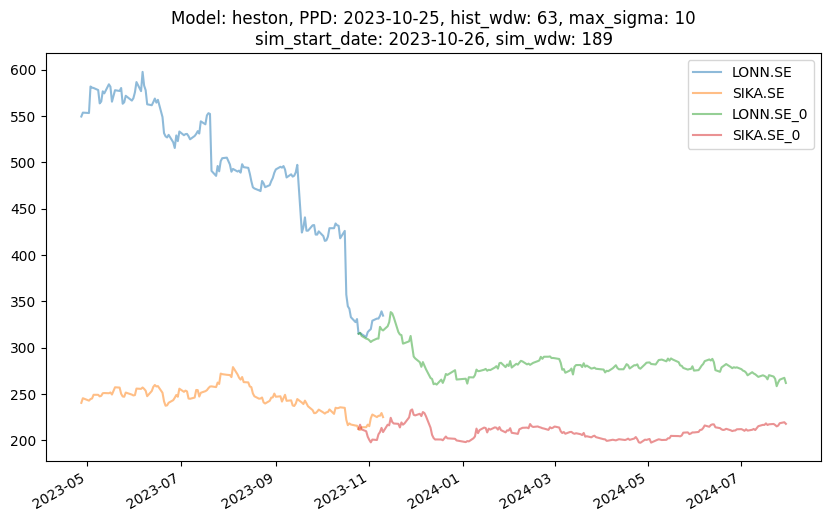 Model: heston, PPD: 2023-10-25, hist_wdw: 63, max_sigma: 10
sim_start_date: 2023-10-26, sim_wdw: 189
LONN.SE
SIKA.SE
LONN.SE_0
SIKA.SE_0
600
550
500
450
400
350
300
250
200
2023-05
2023-07
2023-09
2023-11
2024-01
2024-03
2024-05
2024-07